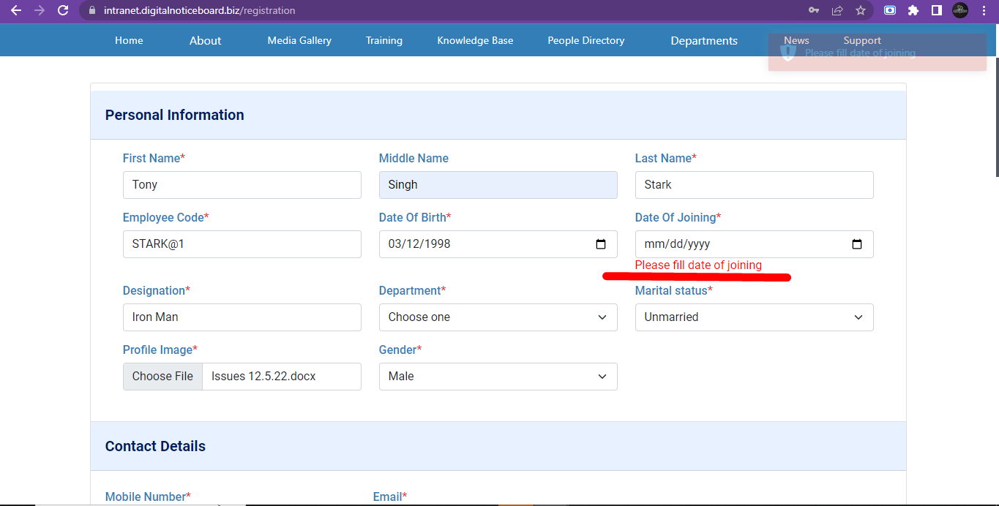 intranet.digitalnoticeboard.biz/registration
Home About Media Gallery Training Knowledge Base People Directory Departments News Support
Please fill date of joining
Personal Information
First Name* Middle Name Last Name*
Tony Singh Stark
Employee Code* Date Of Birth* Date Of Joining*
STARK@1 03/12/1998 mm/dd/yyyy
Please fill date of joining
Designation* Department* Marital status*
Iron Man Choose one Unmarried
Profile Image* Gender*
Choose File Issues 12.5.22.docx Male
Contact Details
Mobile Number* Email*